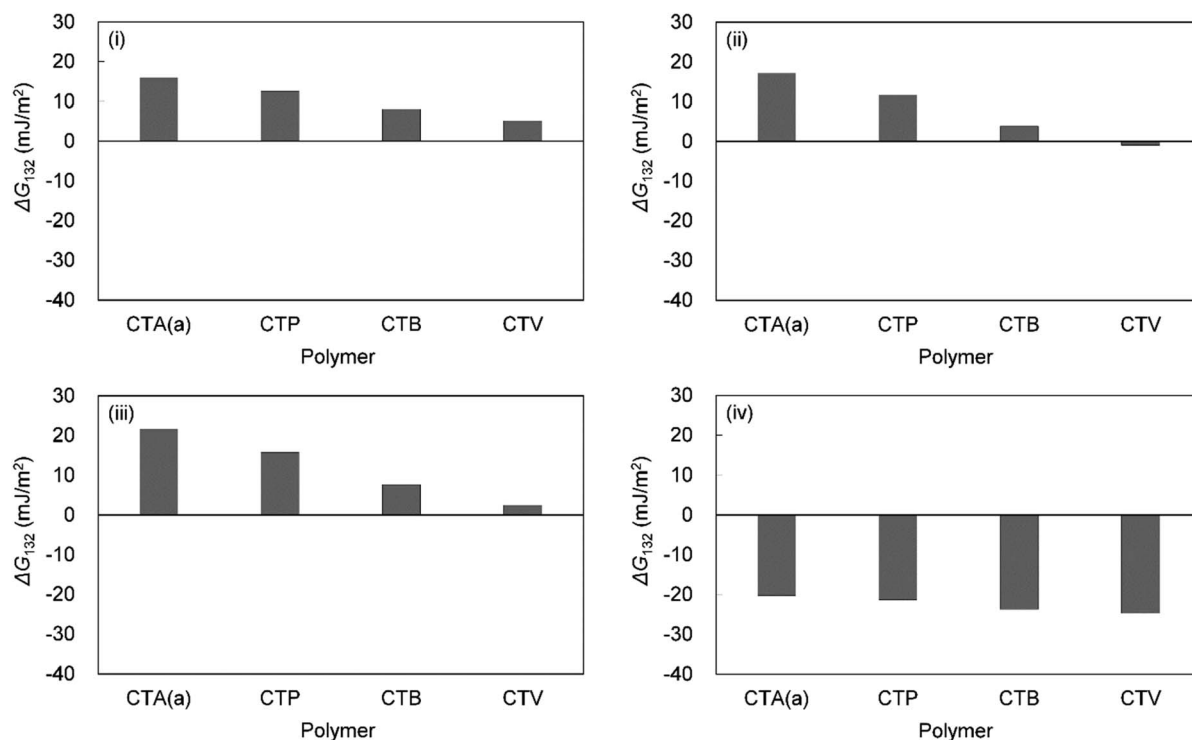 (i)
30
20
10
0
-10
-20
-30
-40
ΔG₁₃₂ (mJ/m²)
CTA(a) CTP CTB CTV
Polymer
(ii)
30
20
10
0
-10
-20
-30
-40
ΔG₁₃₂ (mJ/m²)
CTA(a) CTP CTB CTV
Polymer
(iii)
30
20
10
0
-10
-20
-30
-40
ΔG₁₃₂ (mJ/m²)
CTA(a) CTP CTB CTV
Polymer
(iv)
30
20
10
0
-10
-20
-30
-40
ΔG₁₃₂ (mJ/m²)
CTA(a) CTP CTB CTV
Polymer